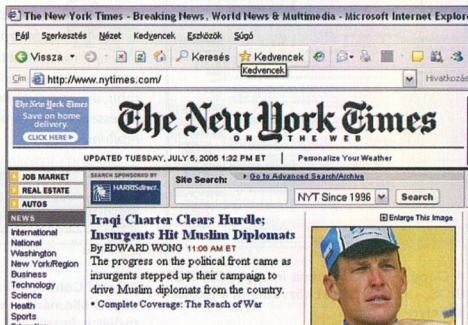 The New York Times - Breaking News, World News & Multimedia - Microsoft Internet Explor
Fájl Szerkesztés Nézet Kedvencek Eszközök Súgó
Vissza Keresés Kedvencek
Kedvencek
Cím http://www.nytimes.com/ Hivatkozás
The New York Times
Save on home
delivery.
CLICK HERE
The New York Times
ON THE WEB
UPDATED TUESDAY, JULY 5, 2005 1:32 PM ET Personalize Your Weather
JOB MARKET
REAL ESTATE
AUTOS
SEARCH SPONSORED BY
HARRISdirect.
Site Search:
Go to Advanced Search/Archive
NYT Since 1996 Search
NEWS
International
National
Washington
New York/Region
Business
Technology
Science
Health
Sports
Education
Iraqi Charter Clears Hurdle;
Insurgents Hit Muslim Diplomats
By EDWARD WONG 11:06 AM ET
The progress on the political front came as
insurgents stepped up their campaign to
drive Muslim diplomats from the country.
• Complete Coverage: The Reach of War
Enlarge This Image